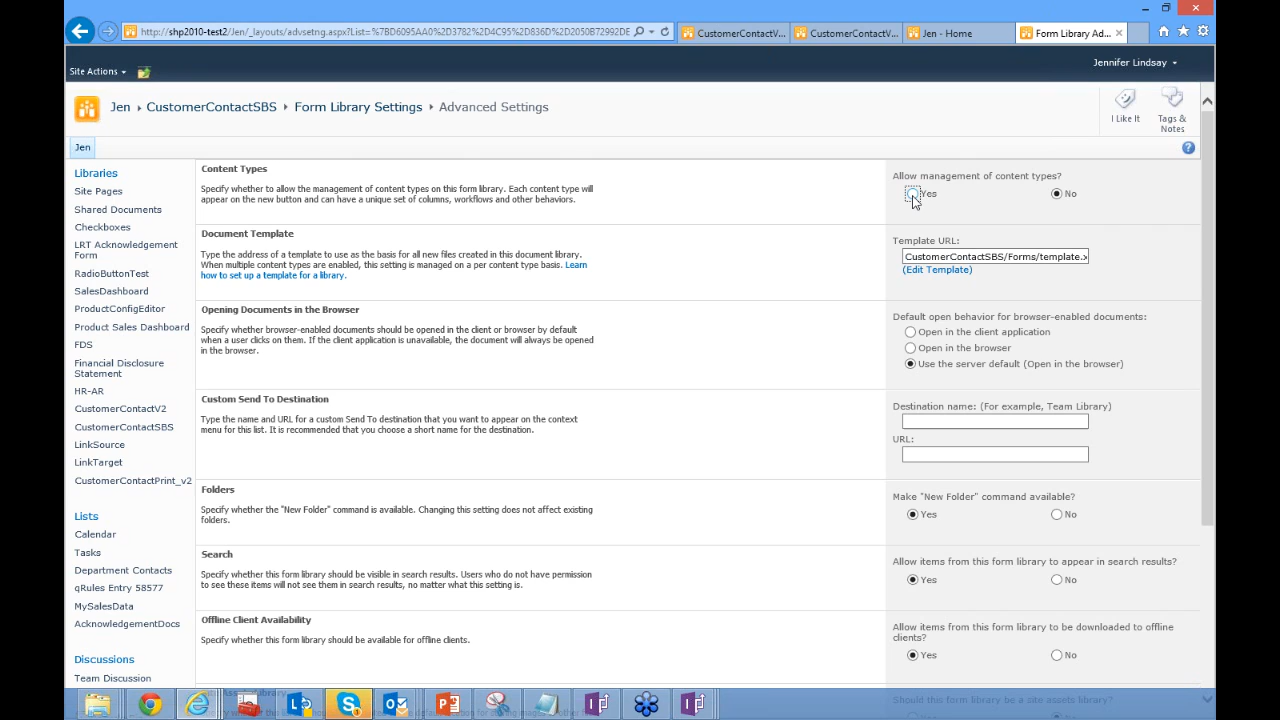 http://shp2010-test2/Jen/_layouts/advsetng.aspx?List=%7BD6095AA0%2D3782%2D4C95%2D836D%2D2050B72992DE
CustomerContactV...
CustomerContactV...
Jen - Home
Form Library Ad...
Site Actions
Jennifer Lindsay
Jen
CustomerContactSBS
Form Library Settings
Advanced Settings
I Like It
Tags &
Notes
Jen
Libraries
Site Pages
Shared Documents
Checkboxes
LRT Acknowledgement
Form
RadioButtonTest
SalesDashboard
ProductConfigEditor
Product Sales Dashboard
FDS
Financial Disclosure
Statement
HR-AR
CustomerContactV2
CustomerContactSBS
LinkSource
LinkTarget
CustomerContactPrint_v2
Lists
Calendar
Tasks
Department Contacts
qRules Entry 58577
MySalesData
AcknowledgementDocs
Discussions
Team Discussion
Content Types
Specify whether to allow the management of content types on this form library. Each content type will
appear on the new button and can have a unique set of columns, workflows and other behaviors.
Allow management of content types?
Yes
No
Document Template
Type the address of a template to use as the basis for all new files created in this document library.
When multiple content types are enabled, this setting is managed on a per content type basis. Learn
how to set up a template for a library.
Template URL:
CustomerContactSBS/Forms/template.x
(Edit Template)
Opening Documents in the Browser
Specify whether browser-enabled documents should be opened in the client or browser by default
when a user clicks on them. If the client application is unavailable, the document will always be opened
in the browser.
Default open behavior for browser-enabled documents:
Open in the client application
Open in the browser
Use the server default (Open in the browser)
Custom Send To Destination
Type the name and URL for a custom Send To destination that you want to appear on the context
menu for this list. It is recommended that you choose a short name for the destination.
Destination name: (For example, Team Library)
URL:
Folders
Specify whether the "New Folder" command is available. Changing this setting does not affect existing
folders.
Make "New Folder" command available?
Yes
No
Search
Specify whether this form library should be visible in search results. Users who do not have permission
to see these items will not see them in search results, no matter what this setting is.
Allow items from this form library to appear in search results?
Yes
No
Offline Client Availability
Specify whether this form library should be available for offline clients.
Allow items from this form library to be downloaded to offline
clients?
Yes
No
Should this form library be a site assets library?